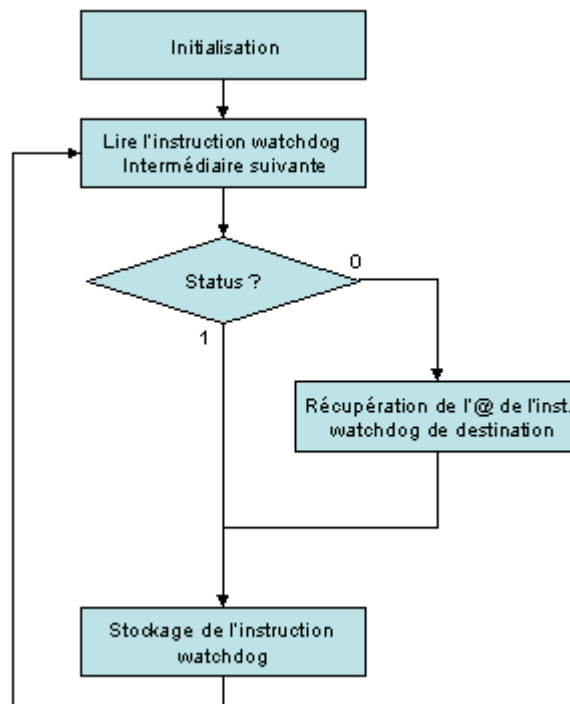 Initialisation
Lire l'instruction watchdog
Intermédiaire suivante
0
Status ?
1
Récupération de l'@ de l'inst.
watchdog de destination
Stockage de l'instruction
watchdog